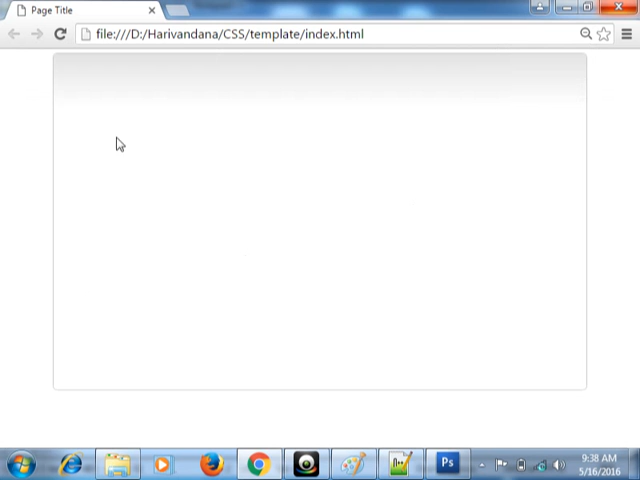 Page Title
file:///D:/Harivandana/CSS/template/index.html
Ps
9:38 AM
5/16/2016